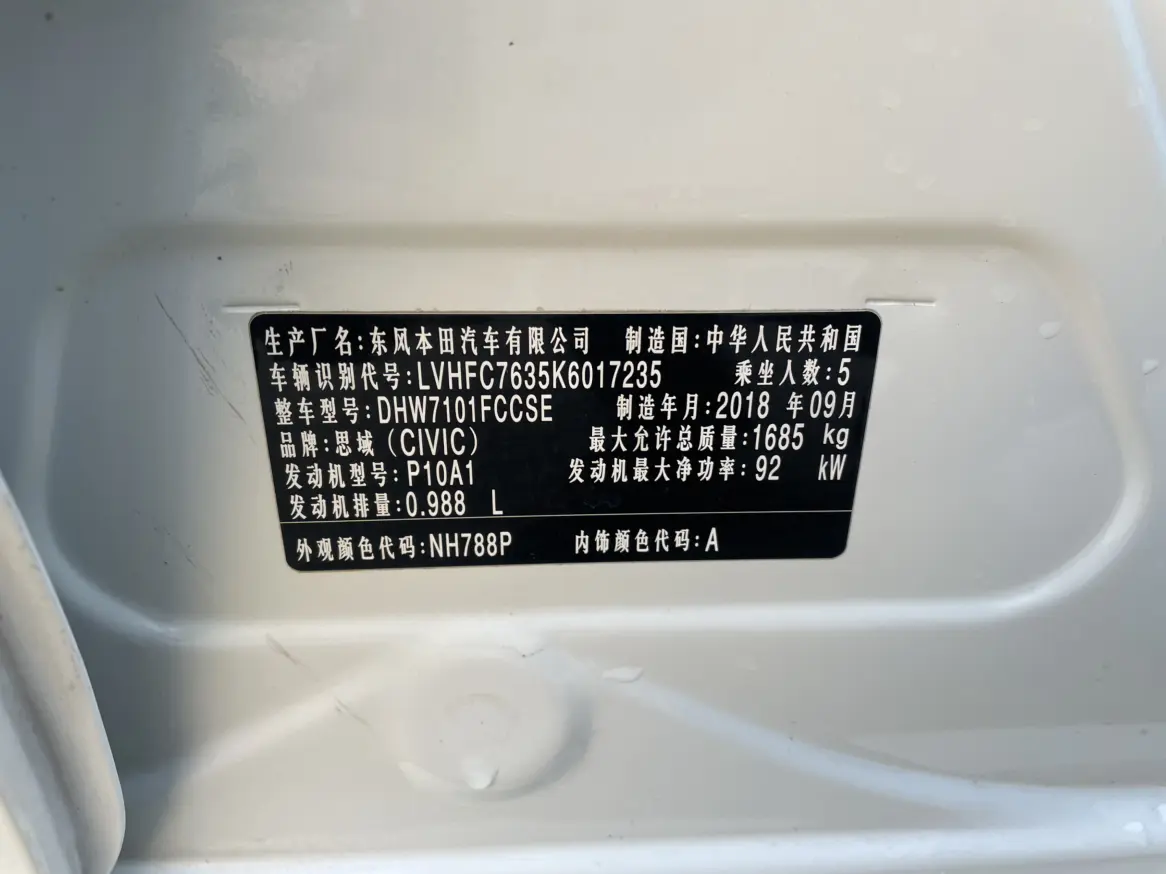 生产厂名:东风本田汽车有限公司 制造国:中华人民共和国
车辆识别代号:LVHFC7635K6017235 乘坐人数:5
整车型号:DHW7101FCCSE 制造年月:2018 年09月
品牌:思域(CIVIC) 最大允许总质量:1685 kg
发动机型号:P10A1 发动机最大净功率:92 kW
发动机排量:0.988 L
外观颜色代码:NH788P 内饰颜色代码:A